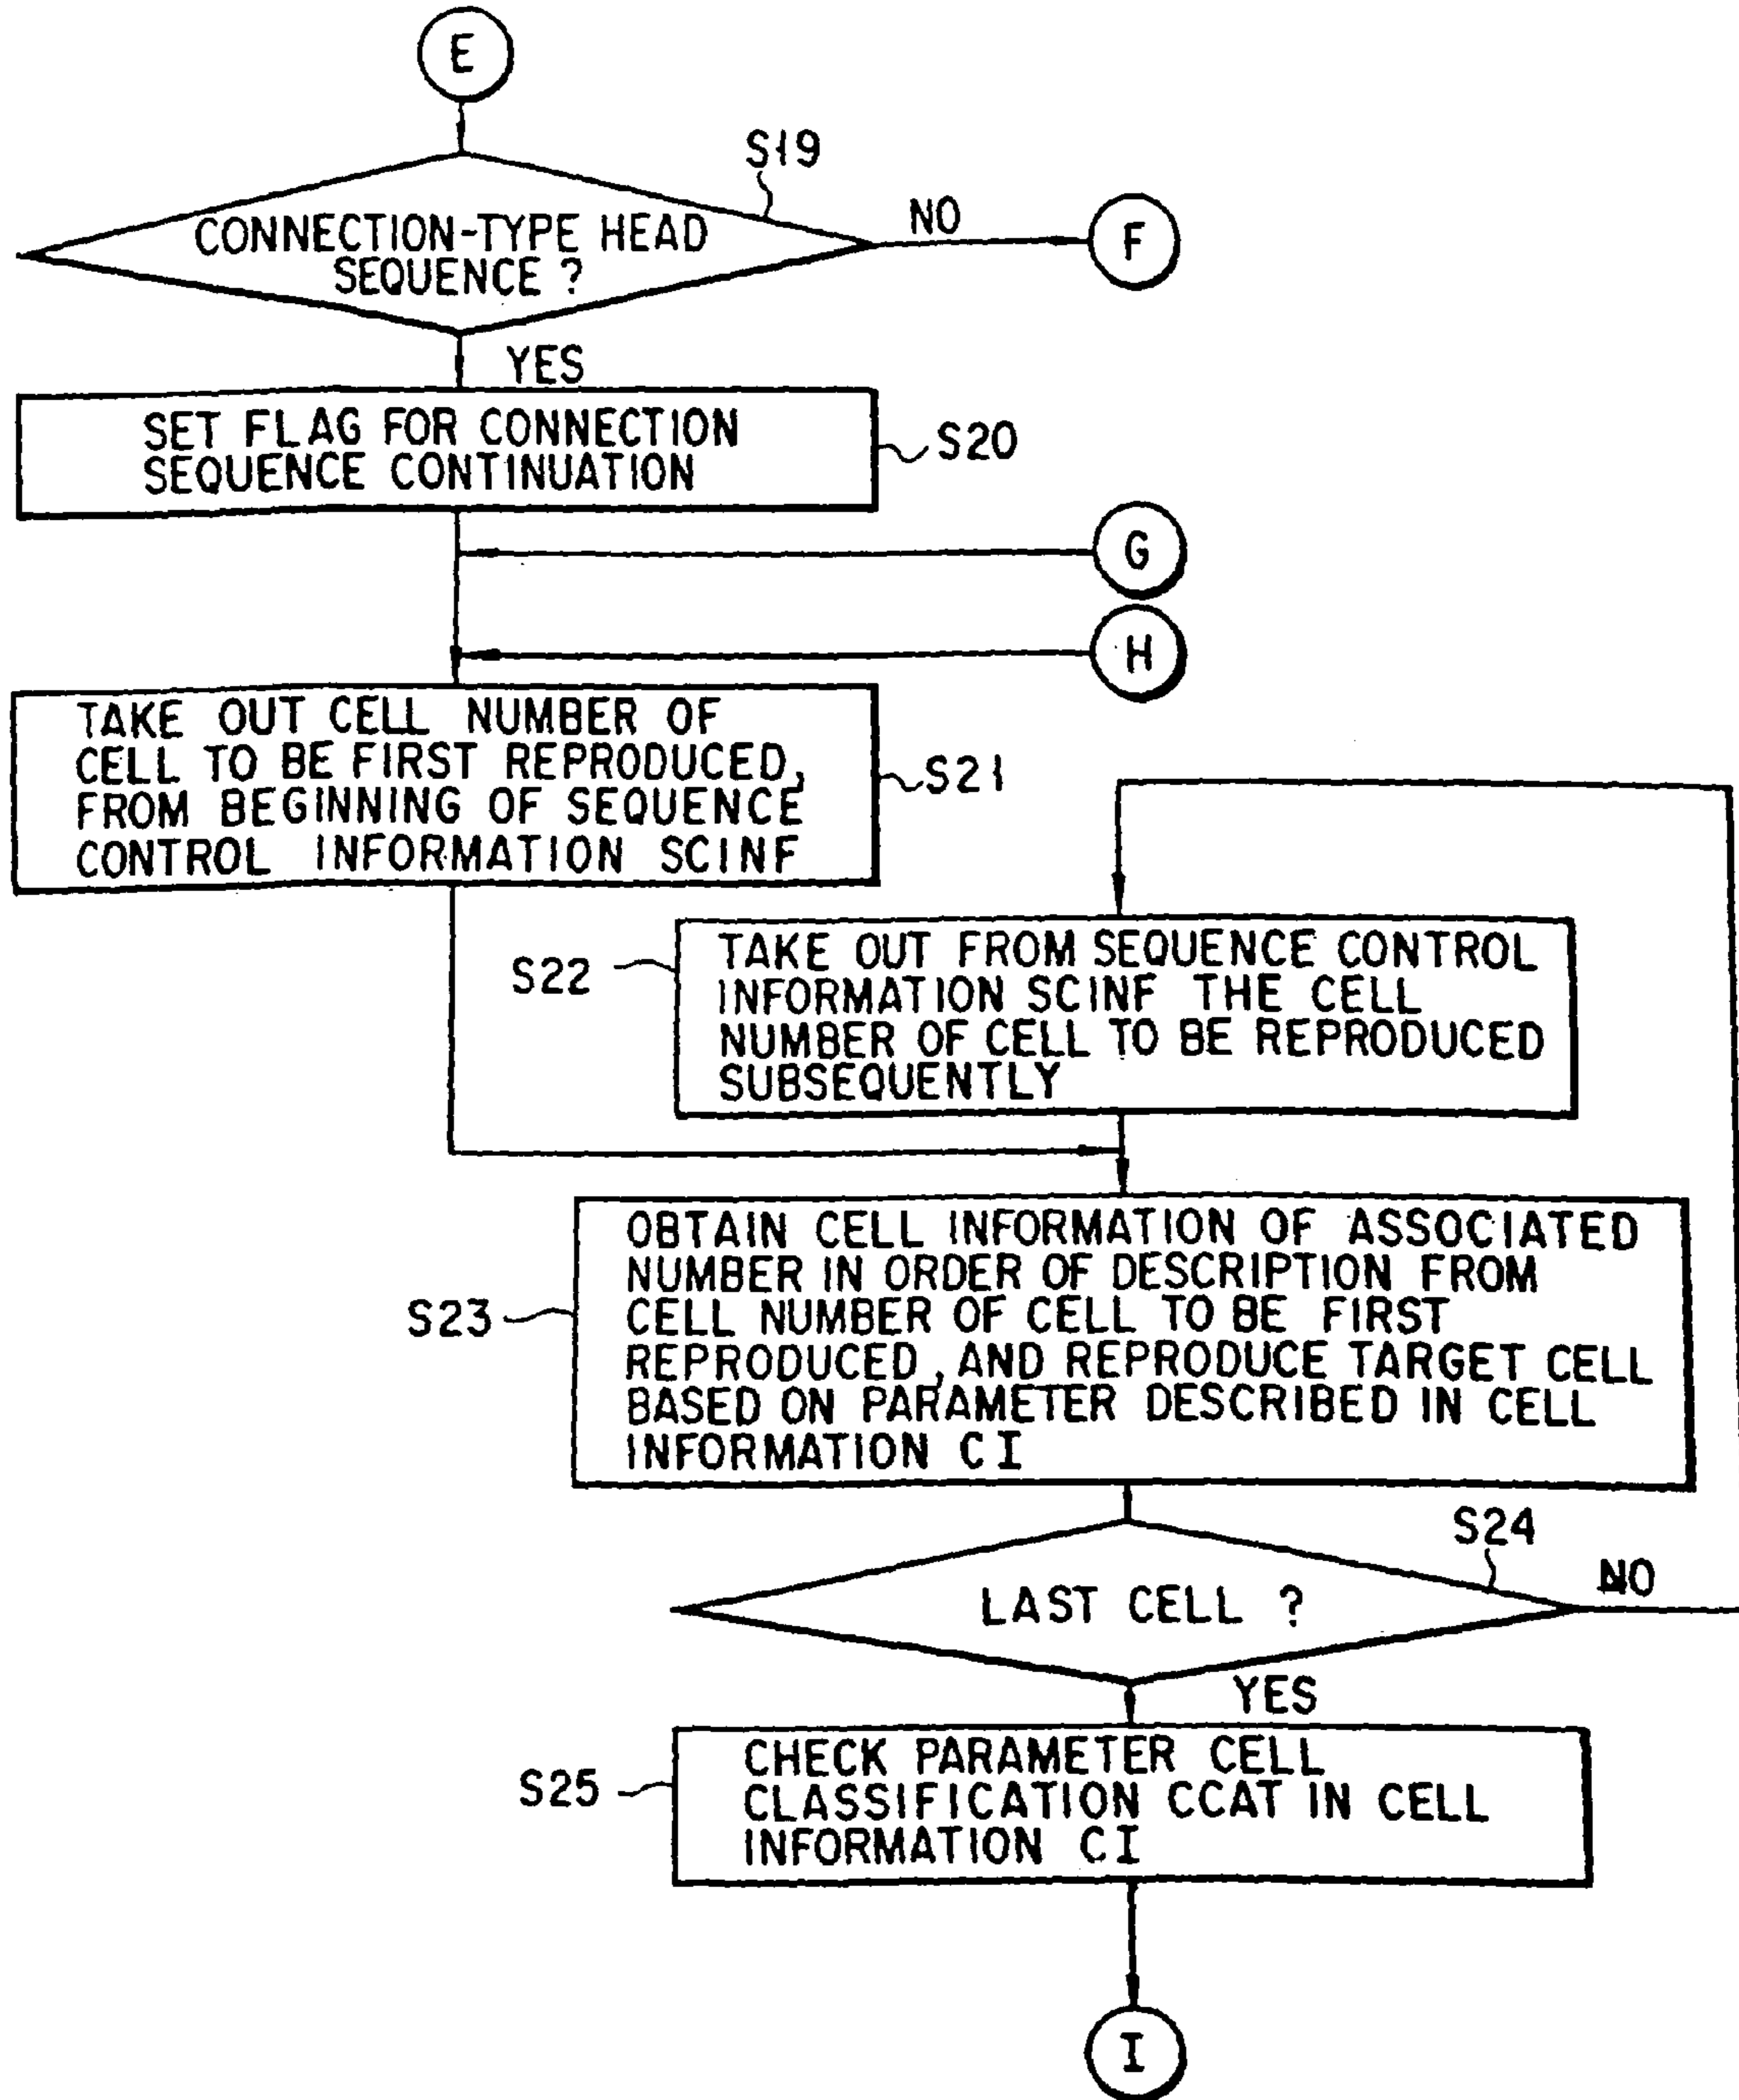 E
S19
CONNECTION-TYPE HEAD
SEQUENCE ?
NO
F
YES
SET FLAG FOR CONNECTION
SEQUENCE CONTINUATION
S20
G
H
TAKE OUT CELL NUMBER OF
CELL TO BE FIRST REPRODUCED,
FROM BEGINNING OF SEQUENCE
CONTROL INFORMATION SCINF
S21
S22
TAKE OUT FROM SEQUENCE CONTROL
INFORMATION SCINF THE CELL
NUMBER OF CELL TO BE REPRODUCED
SUBSEQUENTLY
S23
OBTAIN CELL INFORMATION OF ASSOCIATED
NUMBER IN ORDER OF DESCRIPTION FROM
CELL NUMBER OF CELL TO BE FIRST
REPRODUCED, AND REPRODUCE TARGET CELL
BASED ON PARAMETER DESCRIBED IN CELL
INFORMATION CI
S24
LAST CELL ?
NO
YES
S25
CHECK PARAMETER CELL
CLASSIFICATION CCAT IN CELL
INFORMATION CI
I